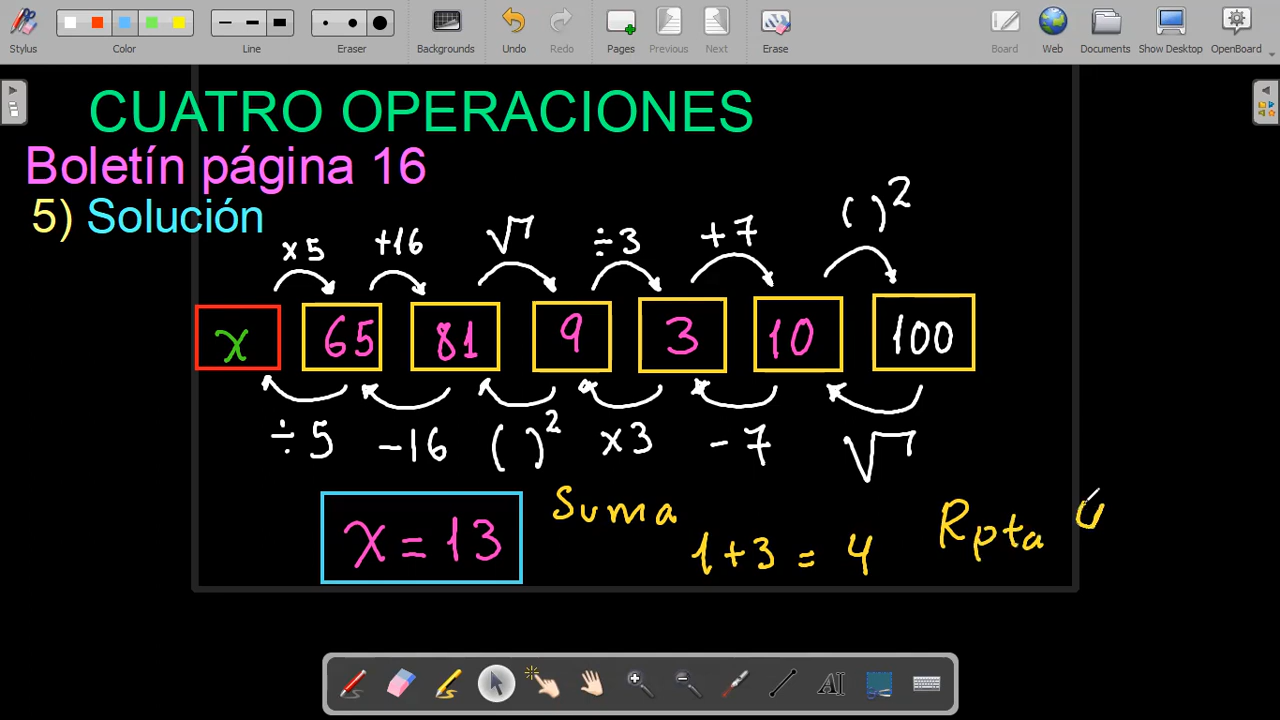 Stylus Color Line Eraser Backgrounds Undo Redo Pages Previous Next Erase Board Web Documents Show Desktop OpenBoard
CUATRO OPERACIONES
Boletín página 16
5) Solución
x5 +16 √ ÷3 +7 ( )²
x 65 81 9 3 10 100
÷5 -16 ( )² x3 -7 √
x = 13
Suma
1+3 = 4
Rpta